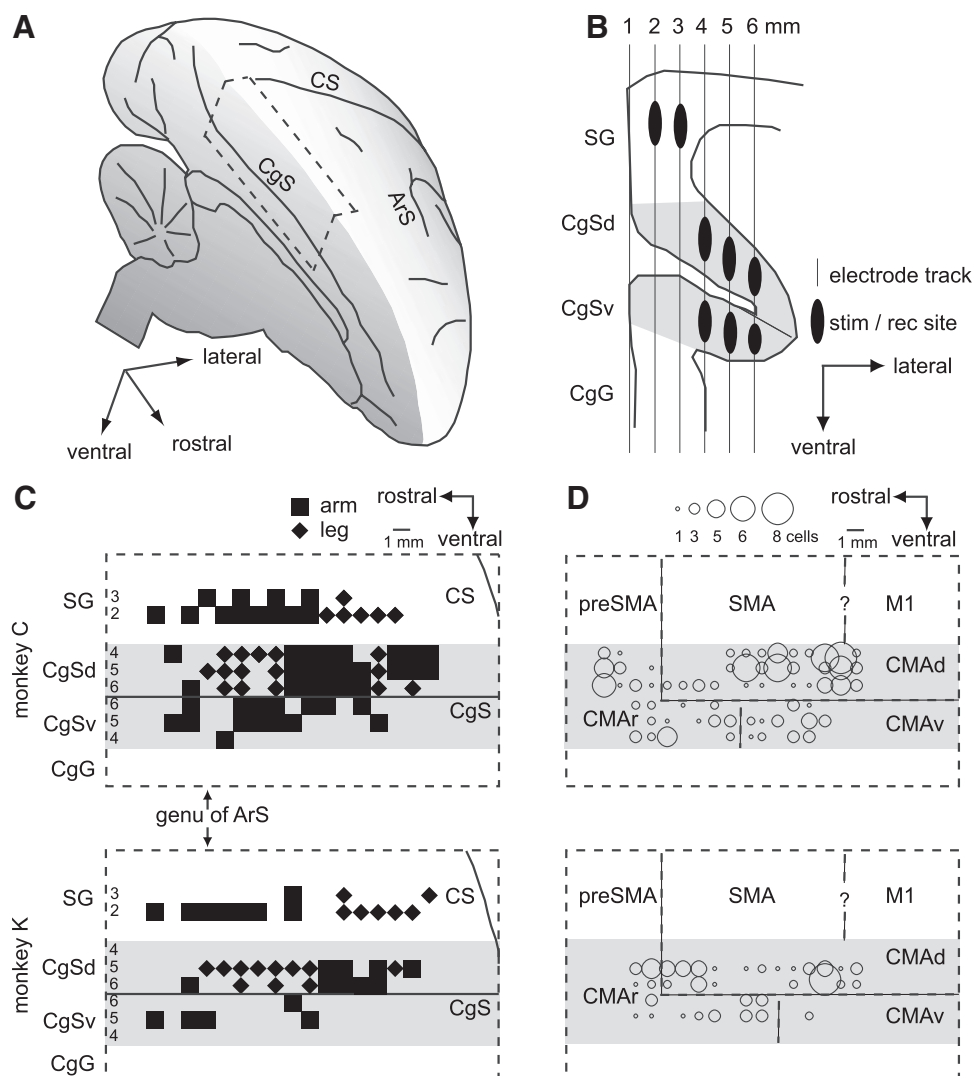 A
CS
CgS
ArS
lateral
ventral
rostral
B
1 2 3 4 5 6 mm
SG
CgSd
CgSv
CgG
electrode track
stim / rec site
lateral
ventral
C
arm
leg
rostral
1 mm
ventral
monkey C
SG
3
2
CS
CgSd
4
5
6
CgS
CgSv
6
5
4
CgG
genu of ArS
monkey K
SG
3
2
CS
CgSd
4
5
6
CgS
CgSv
6
5
4
CgG
D
1 3 5 6 8 cells
rostral
1 mm
ventral
preSMA
SMA
?
M1
CMAd
CMAr
CMAv
preSMA
SMA
?
M1
CMAd
CMAr
CMAv